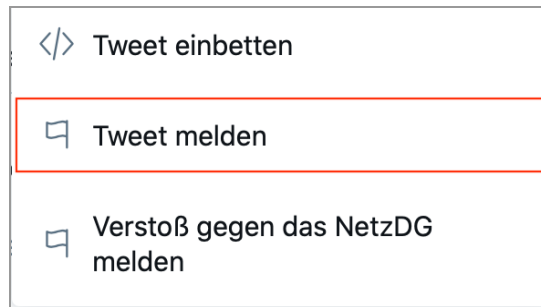 Tweet einbetten
Tweet melden
Verstoß gegen das NetzDG
melden